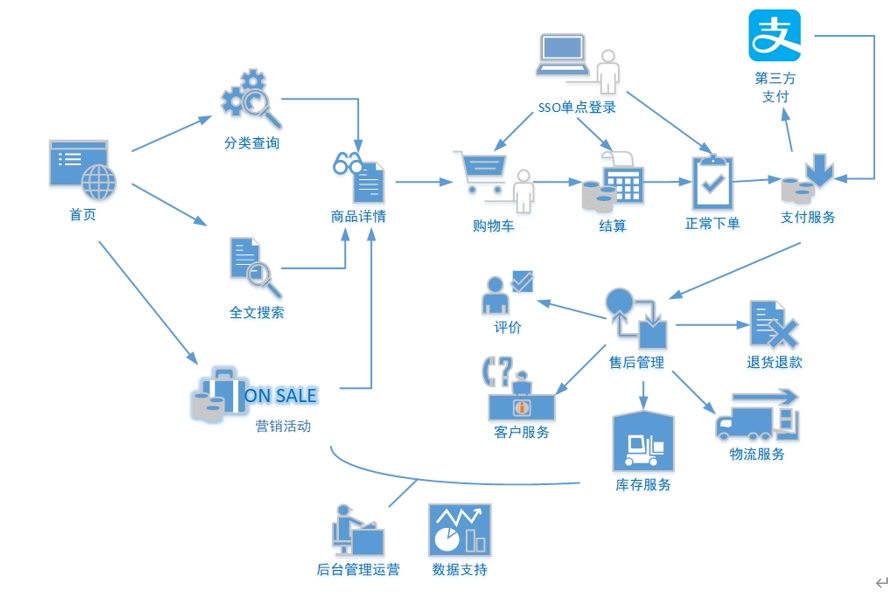 第三方
支付
SSO单点登录
分类查询
首页
商品详情
购物车
结算
正常下单
支付服务
全文搜索
评价
售后管理
退货退款
ON SALE
营销活动
客户服务
物流服务
库存服务
后台管理运营
数据支持